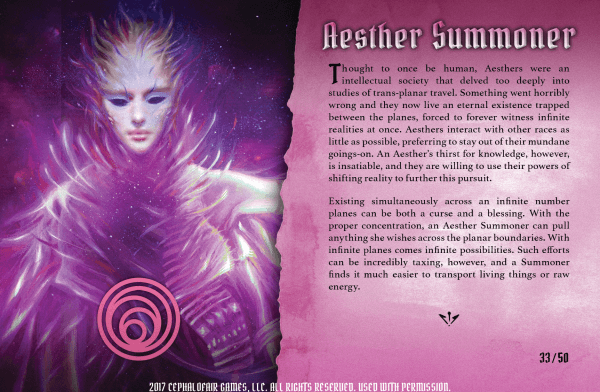 Aesther Summoner
Thought to once be human, Aesthers were an
intellectual society that delved too deeply into
studies of trans-planar travel. Something went horribly
wrong and they now live an eternal existence trapped
between the planes, forced to forever witness infinite
realities at once. Aesthers interact with other races as
little as possible, preferring to stay out of their mundane
goings-on. An Aesther's thirst for knowledge, however,
is insatiable, and they are willing to use their powers of
shifting reality to further this pursuit.
Existing simultaneously across an infinite number
planes can be both a curse and a blessing. With the
proper concentration, an Aesther Summoner can pull
anything she wishes across the planar boundaries. With
infinite planes comes infinite possibilities. Such efforts
can be incredibly taxing, however, and a Summoner
finds it much easier to transport living things or raw
energy.
33/50
2017 CEPHALOFAIR GAMES, LLC. ALL RIGHTS RESERVED. USED WITH PERMISSION.